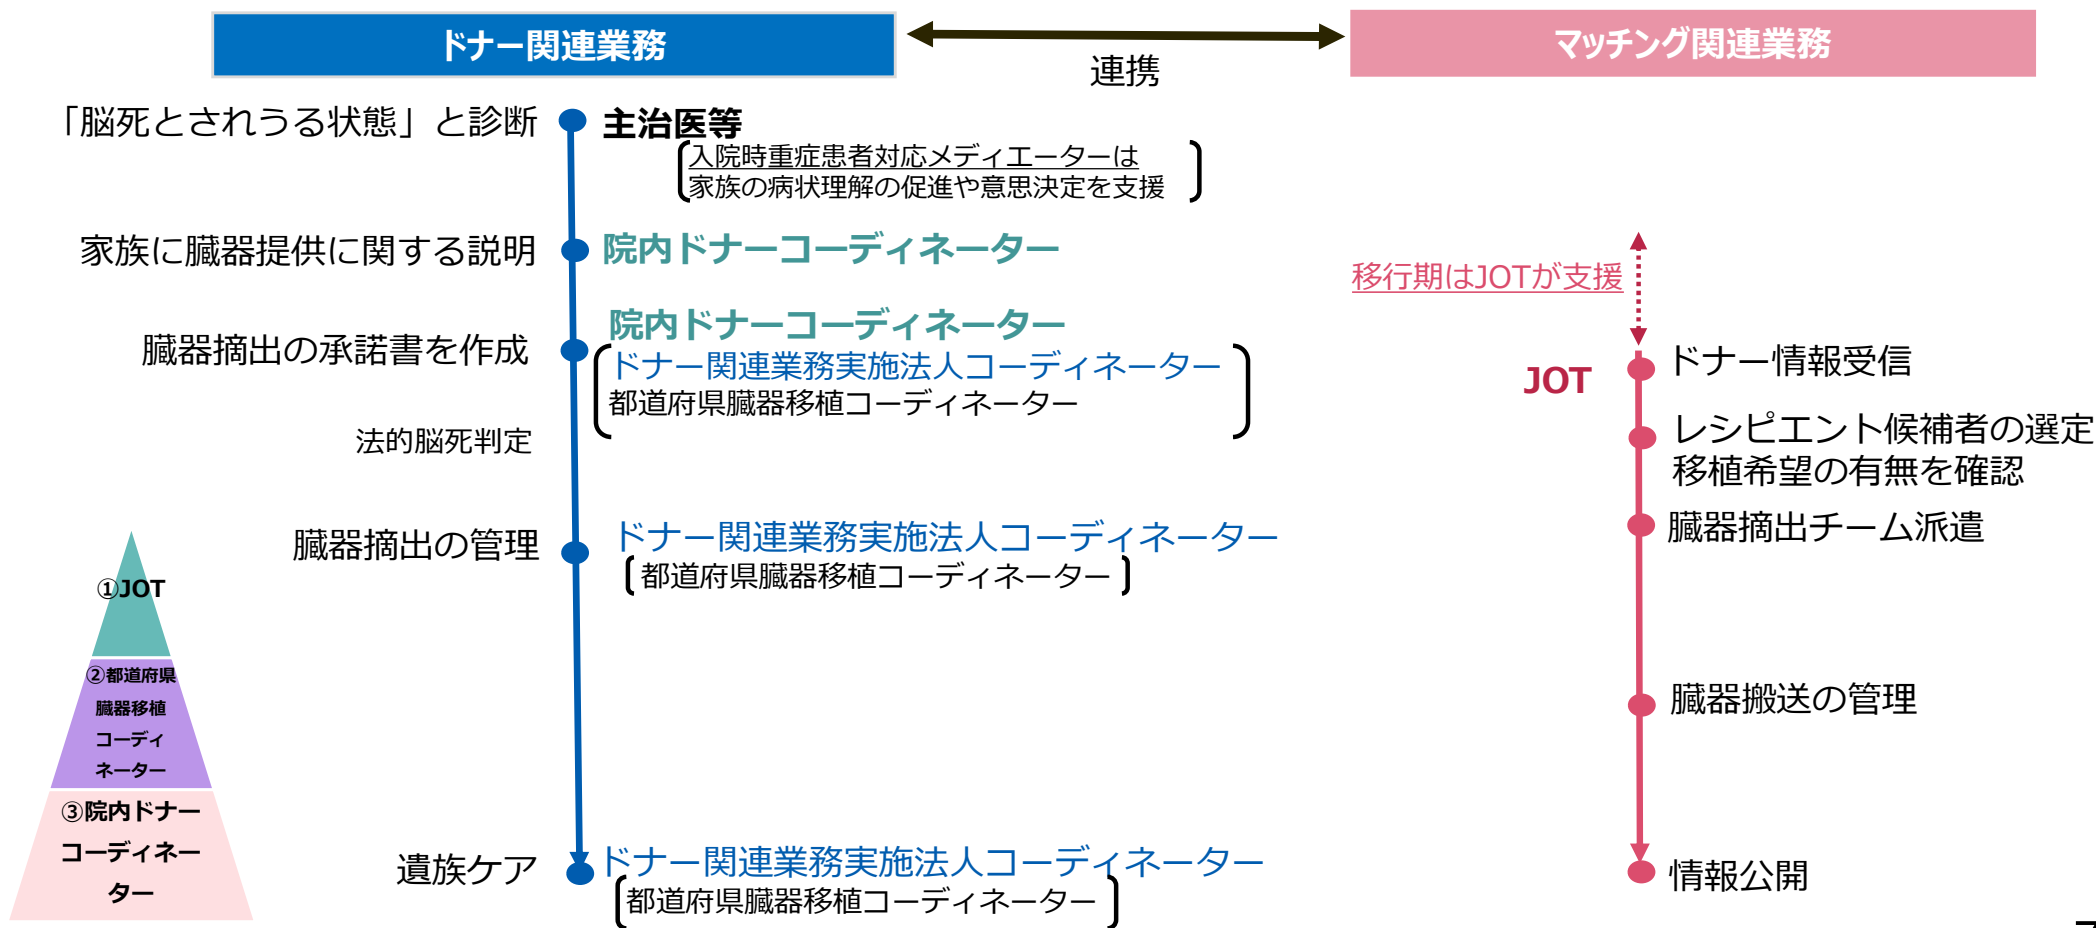 ドナー関連業務
連携
マッチング関連業務
「脳死とされうる状態」と診断
主治医等
入院時重症患者対応メディエーターは
家族の病状理解の促進や意思決定を支援
家族に臓器提供に関する説明
院内ドナーコーディネーター
臓器摘出の承諾書を作成
院内ドナーコーディネーター
ドナー関連業務実施法人コーディネーター
都道府県臓器移植コーディネーター
法的脳死判定
臓器摘出の管理
ドナー関連業務実施法人コーディネーター
都道府県臓器移植コーディネーター
遺族ケア
ドナー関連業務実施法人コーディネーター
都道府県臓器移植コーディネーター
①JOT
②都道府県
臓器移植
コーディ
ネーター
③院内ドナー
コーディネー
ター
移行期はJOTが支援
JOT
ドナー情報受信
レシピエント候補者の選定
移植希望の有無を確認
臓器摘出チーム派遣
臓器搬送の管理
情報公開